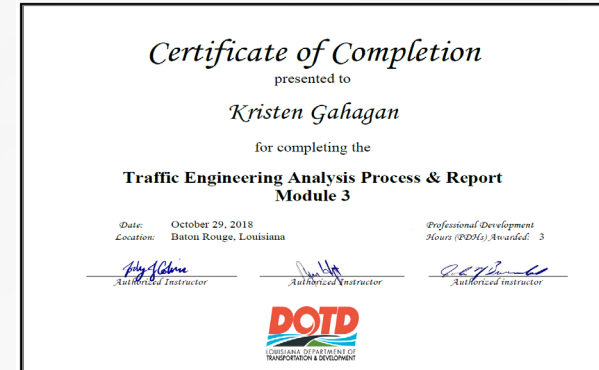 Certificate of Completion
presented to
Kristen Gahagan
for completing the
Traffic Engineering Analysis Process & Report
Module 3
Date: October 29, 2018
Location: Baton Rouge, Louisiana
Professional Development
Hours (PDHs) Awarded: 3
Authorized Instructor
Authorized Instructor
Authorized instructor
DOTD
LOUISIANA DEPARTMENT OF
TRANSPORTATION & DEVELOPMENT